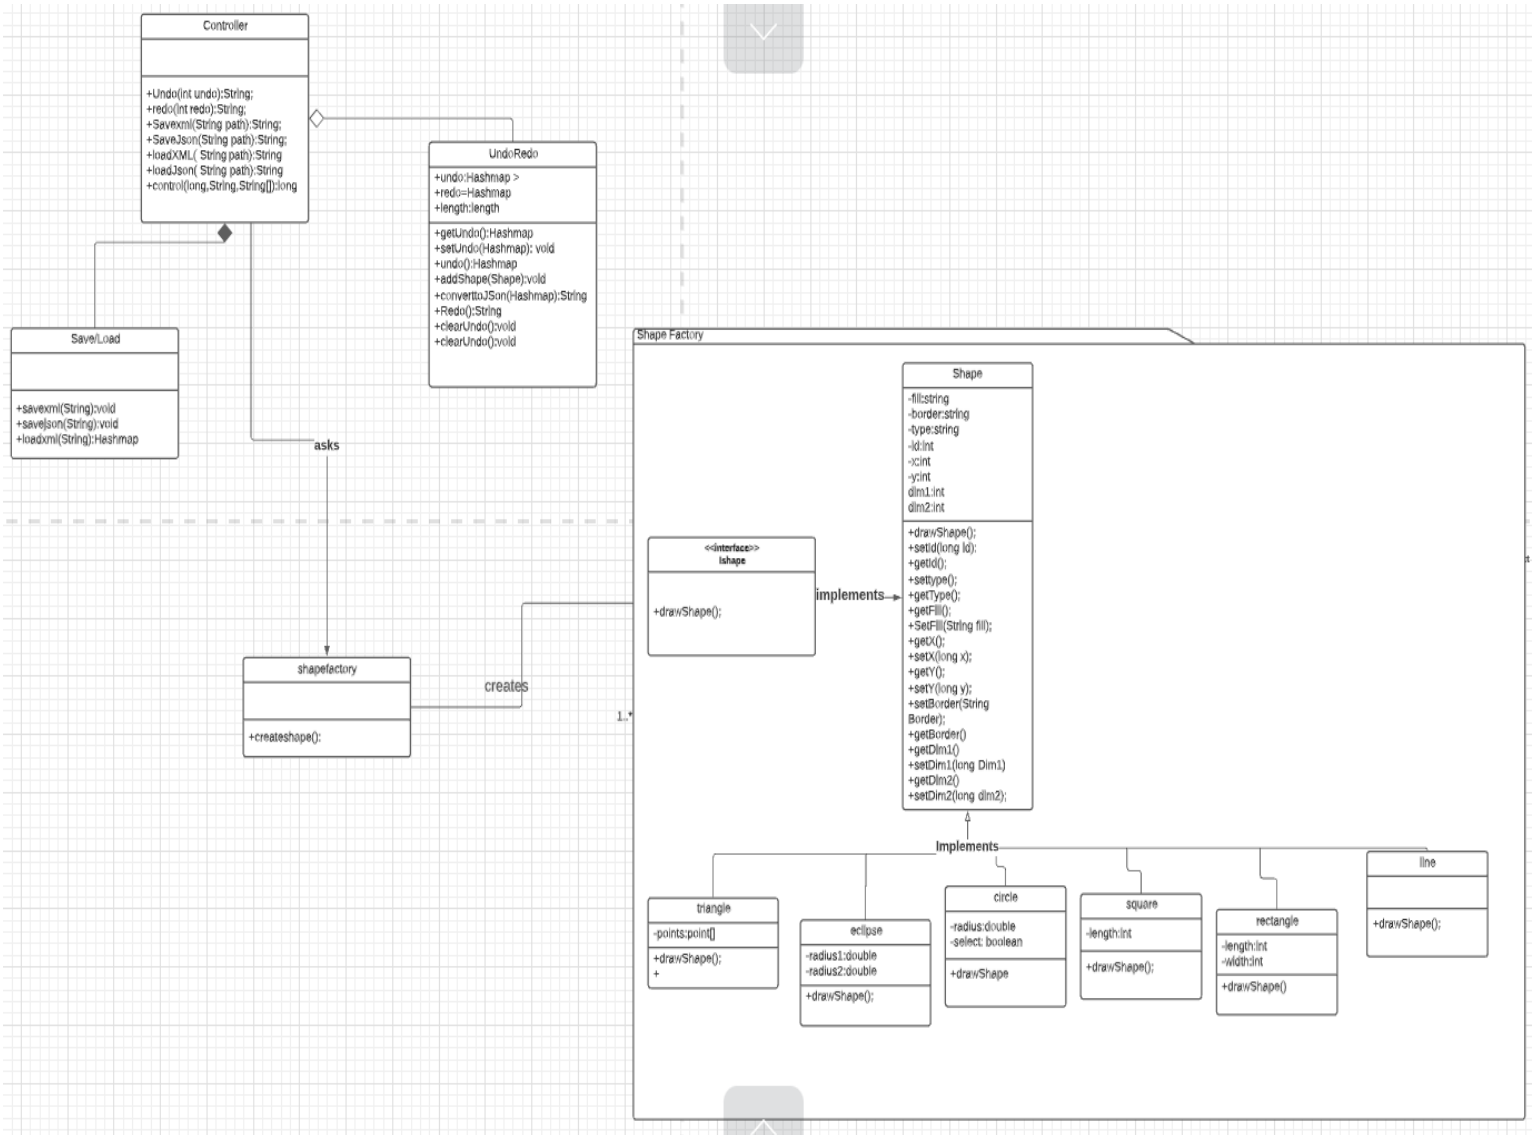 Controller
+Undo(int undo):String;
+redo(int redo):String;
+Savexml(String path):String;
+SaveJson(String path):String;
+loadXML( String path):String
+loadJson( String path):String
+control(long,String,String[]):long
UndoRedo
+undo:Hashmap >
+redo=Hashmap
+length:length
+getUndo():Hashmap
+setUndo(Hashmap): void
+undo():Hashmap
+addShape(Shape):void
+converttoJSon(Hashmap):String
+Redo():String
+clearUndo():void
+clearUndo():void
Save/Load
+savexml(String):void
+savejson(String):void
+loadxml(String):Hashmap
asks
shapefactory
+createshape():
creates
1..*
Shape Factory
<<interface>>
Ishape
+drawShape();
implements
Shape
-fill:string
-border:string
-type:string
-id:int
-x:int
-y:int
dim1:int
dim2:int
+drawShape();
+setId(long id):
+getId();
+settype();
+getType();
+getFill();
+SetFill(String fill);
+getX();
+setX(long x);
+getY();
+setY(long y);
+setBorder(String
Border);
+getBorder()
+getDim1()
+setDim1(long Dim1)
+getDim2()
+setDim2(long dim2);
Implements
triangle
-points:point[]
+drawShape();
+
eclipse
-radius1:double
-radius2:double
+drawShape();
circle
-radius:double
-select: boolean
+drawShape
square
-length:int
+drawShape();
rectangle
-length:int
-width:int
+drawShape()
line
+drawShape();